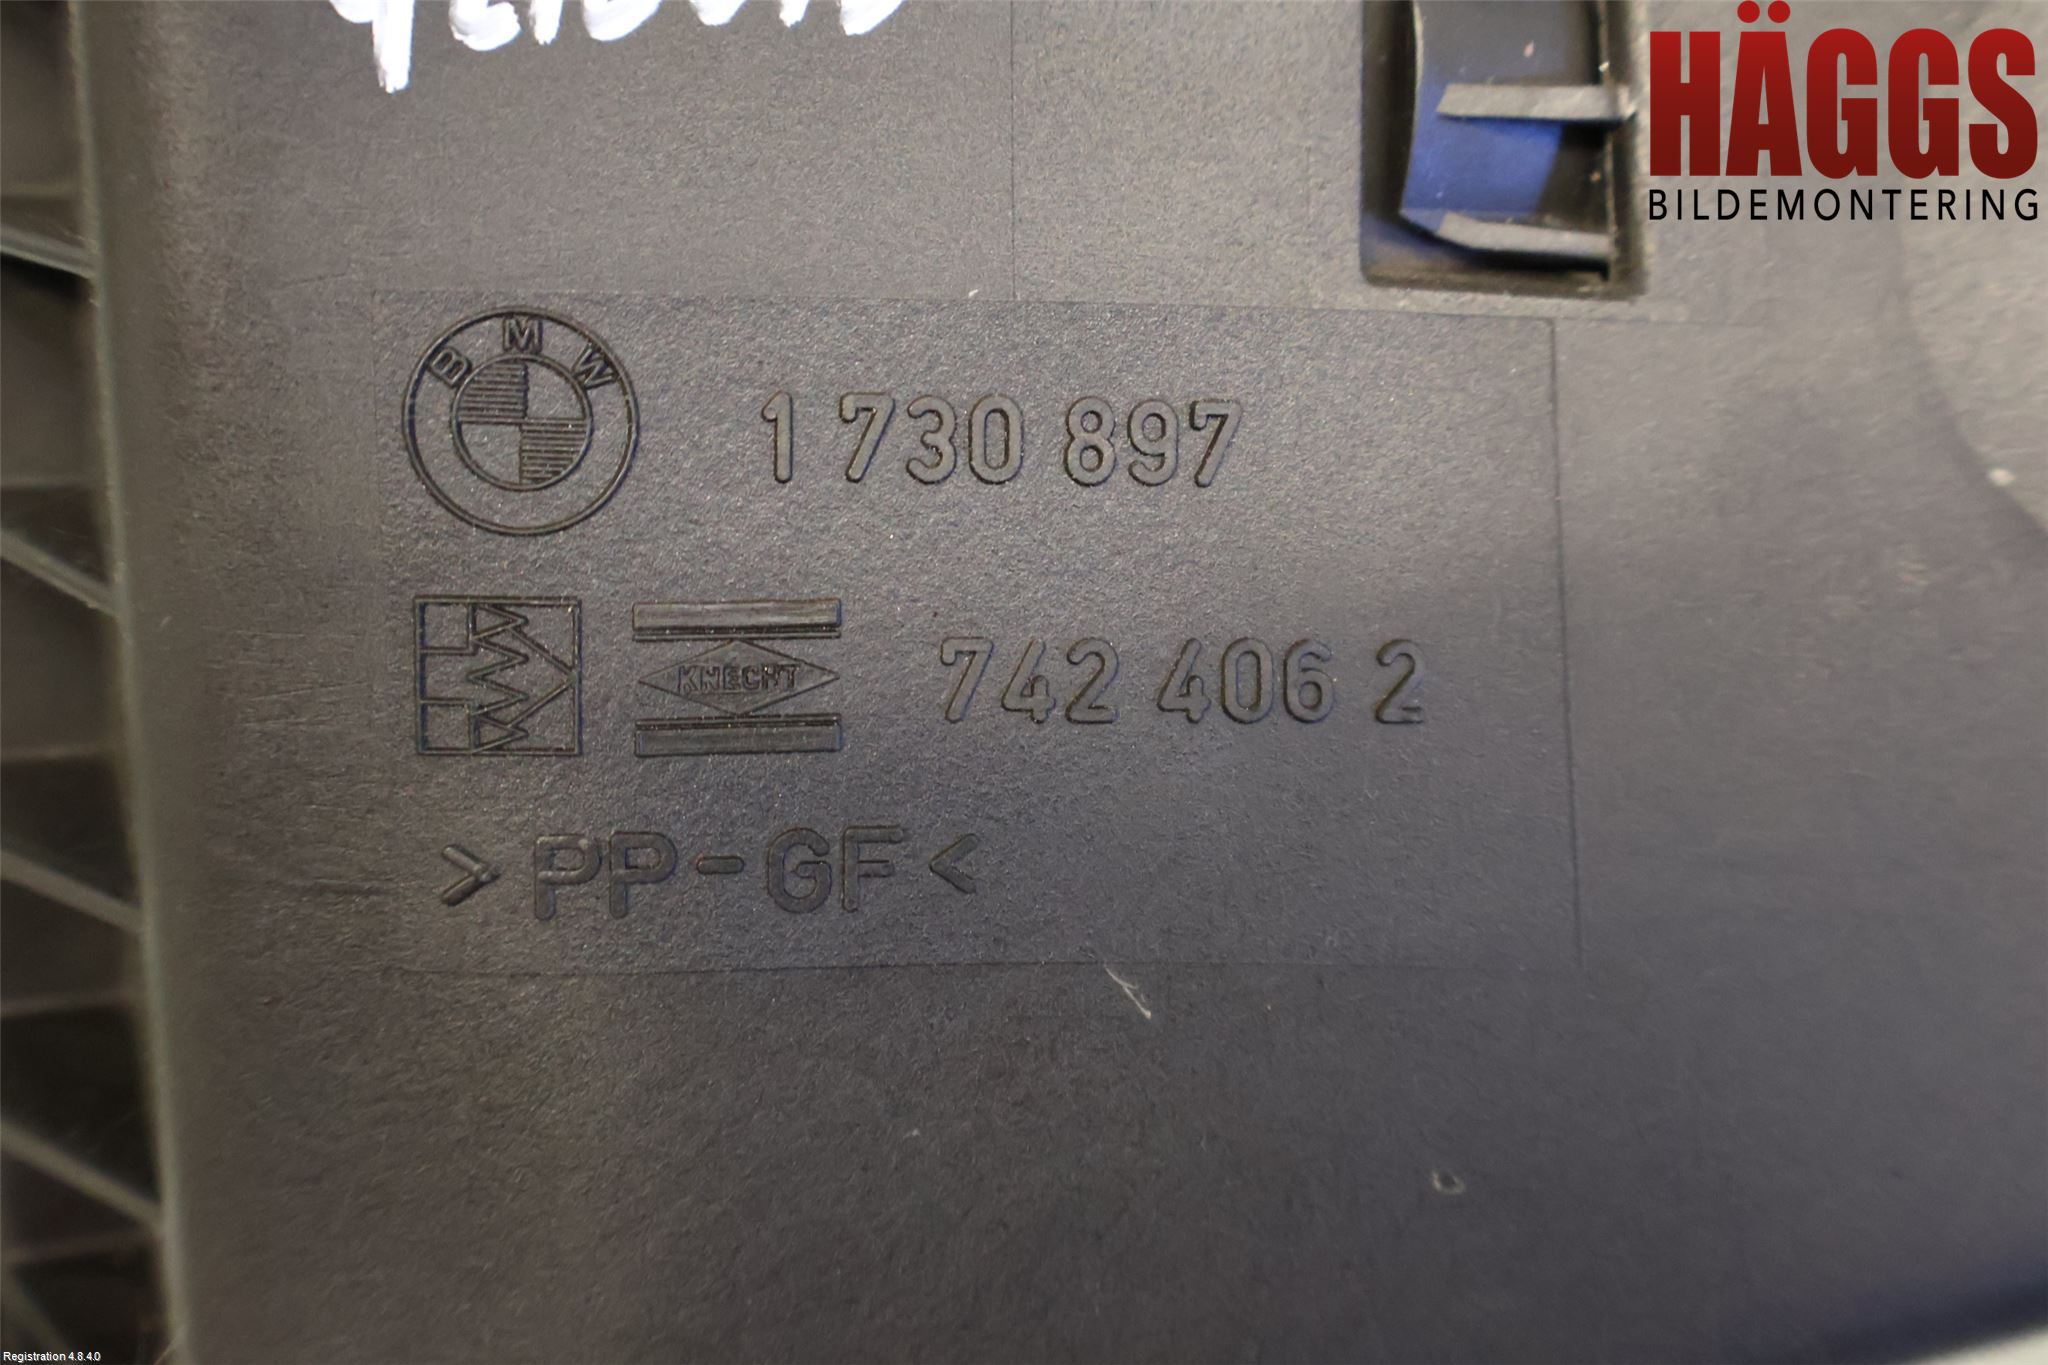 HÄGGS
BILDEMONTERING
BMW
1 730 897
KNECHT
742 406 2
>PP-GF<
Registration 4.8.4.0